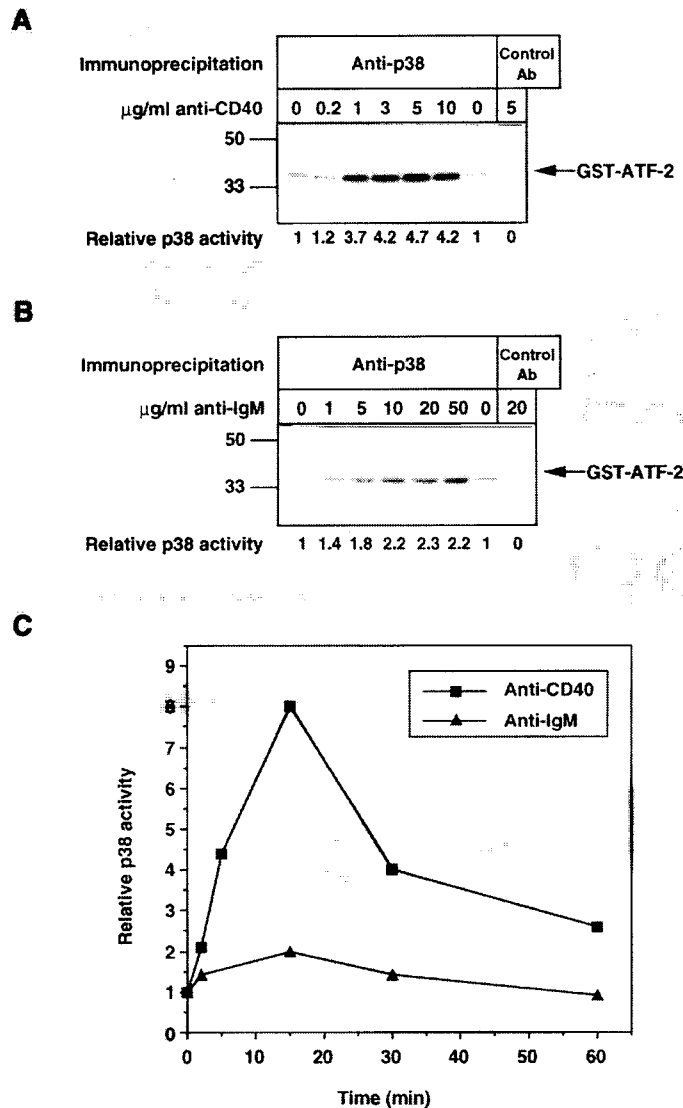 A
Immunoprecipitation Anti-p38 Control Ab
μg/ml anti-CD40 0 0.2 1 3 5 10 0 5
50
33
GST-ATF-2
Relative p38 activity 1 1.2 3.7 4.2 4.7 4.2 1 0
B
Immunoprecipitation Anti-p38 Control Ab
μg/ml anti-IgM 0 1 5 10 20 50 0 20
50
33
GST-ATF-2
Relative p38 activity 1 1.4 1.8 2.2 2.3 2.2 1 0
C
9
8
7
6
5
4
3
2
1
0
Relative p38 activity
Anti-CD40
Anti-IgM
0 10 20 30 40 50 60
Time (min)